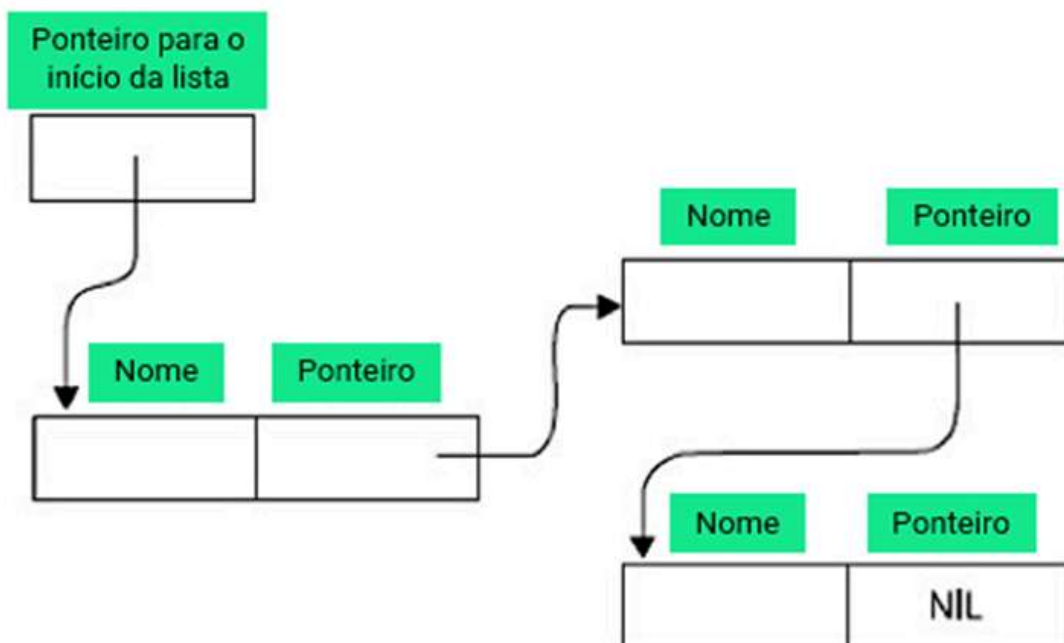 Ponteiro para o
início da lista
Nome
Ponteiro
Nome
Ponteiro
Nome
Ponteiro
NIL